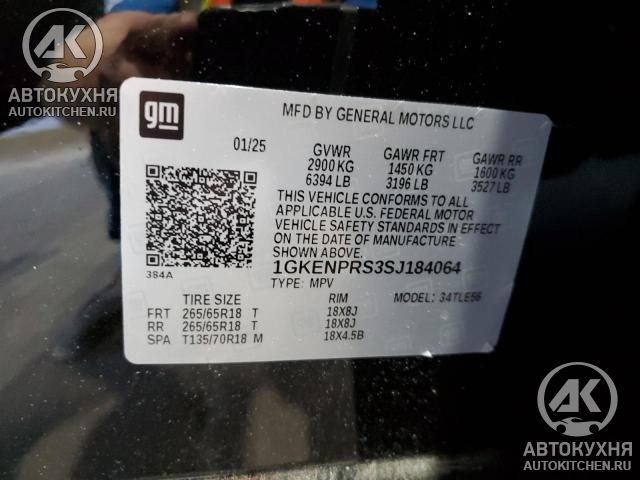 AK
АВТОКУХНЯ
AUTOKITCHEN.RU
gm
MFD BY GENERAL MOTORS LLC
01/25 GVWR GAWR FRT GAWR RR
2900 KG 1450 KG 1600 KG
6394 LB 3196 LB 3527 LB
THIS VEHICLE CONFORMS TO ALL
APPLICABLE U.S. FEDERAL MOTOR
VEHICLE SAFETY STANDARDS IN EFFECT
ON THE DATE OF MANUFACTURE
SHOWN ABOVE.
384A
1GKENPRS3SJ184064
TYPE: MPV MODEL: 34TLE56
TIRE SIZE RIM
FRT 265/65R18 T 18X8J
RR 265/65R18 T 18X8J
SPA T135/70R18 M 18X4.5B
AK
АВТОКУХНЯ
AUTOKITCHEN.RU